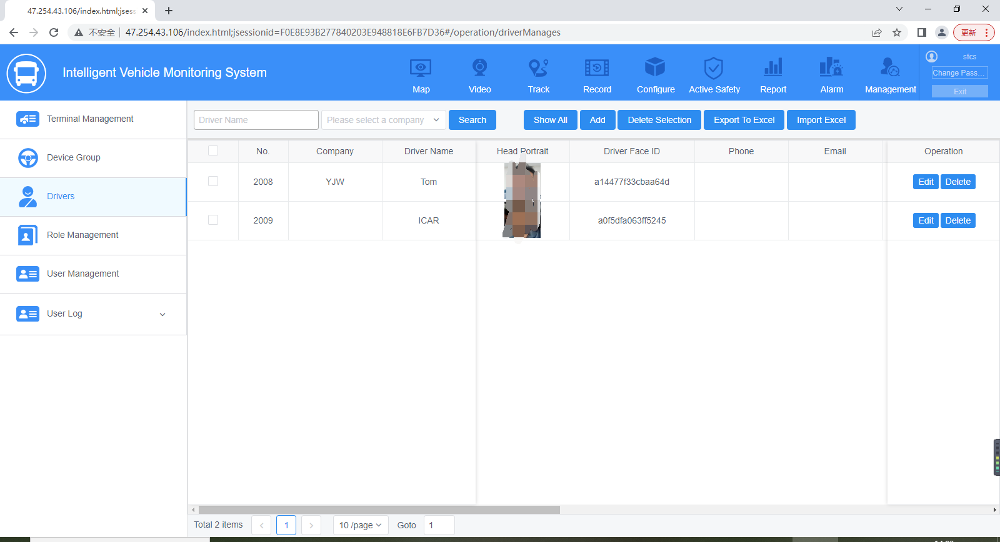 47.254.43.106/index.html;jsess
不安全 47.254.43.106/index.html;jsessionid=F0E8E93B277840203E948818E6FB7D36#/operation/driverManages
更新
Intelligent Vehicle Monitoring System
Map
Video
Track
Record
Configure
Active Safety
Report
Alarm
Management
sfcs
Change Pass...
Exit
Terminal Management
Device Group
Drivers
Role Management
User Management
User Log
Driver Name
Please select a company
Search
Show All
Add
Delete Selection
Export To Excel
Import Excel
No. Company Driver Name Head Portrait Driver Face ID Phone Email Operation
2008 YJW Tom a14477f33cbaa64d Edit Delete
2009 ICAR a0f5dfa063ff5245 Edit Delete
Total 2 items < 1 > 10 /page Goto 1